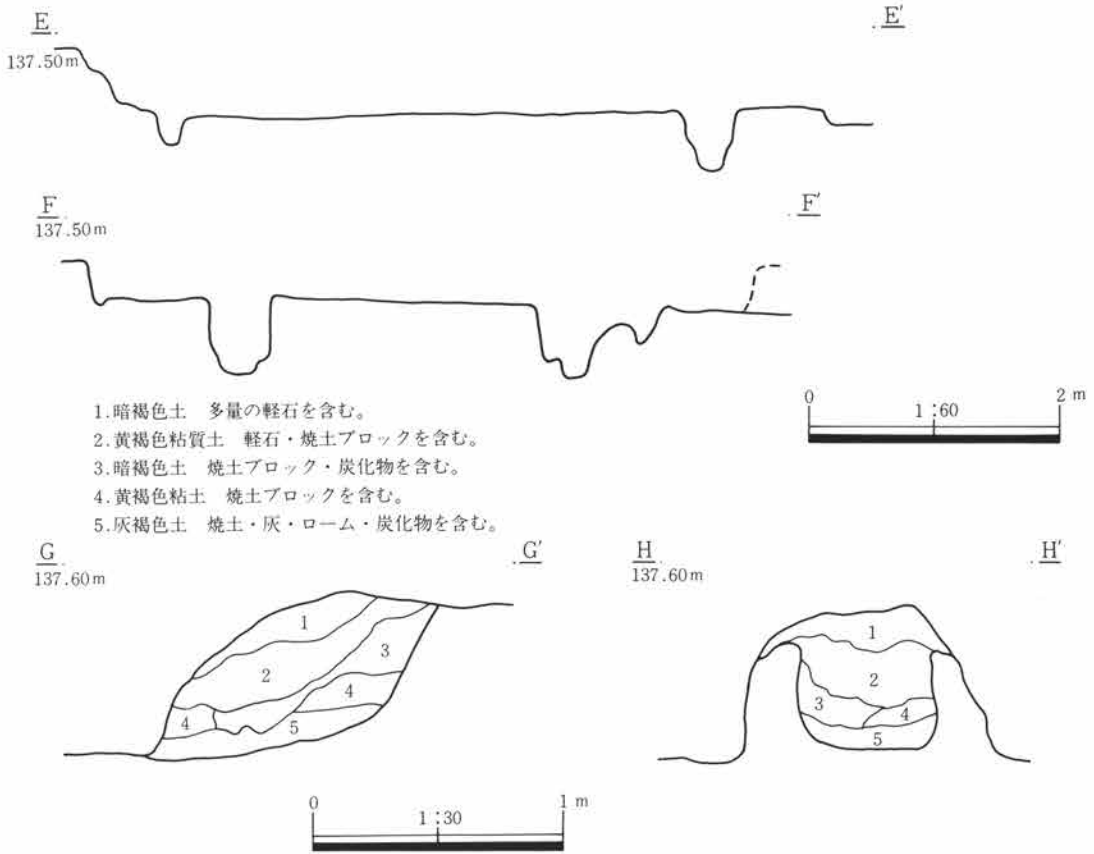 E E′
137.50m
F F′
137.50m
1.暗褐色土 多量の軽石を含む。
2.黄褐色粘質土 軽石・焼土ブロックを含む。
3.暗褐色土 焼土ブロック・炭化物を含む。
4.黄褐色粘土 焼土ブロックを含む。
5.灰褐色土 焼土・灰・ローム・炭化物を含む。
0 1:60 2 m
G G′
137.60m
1
2
3
4
4
5
H H′
137.60m
1
2
3
4
5
0 1:30 1 m